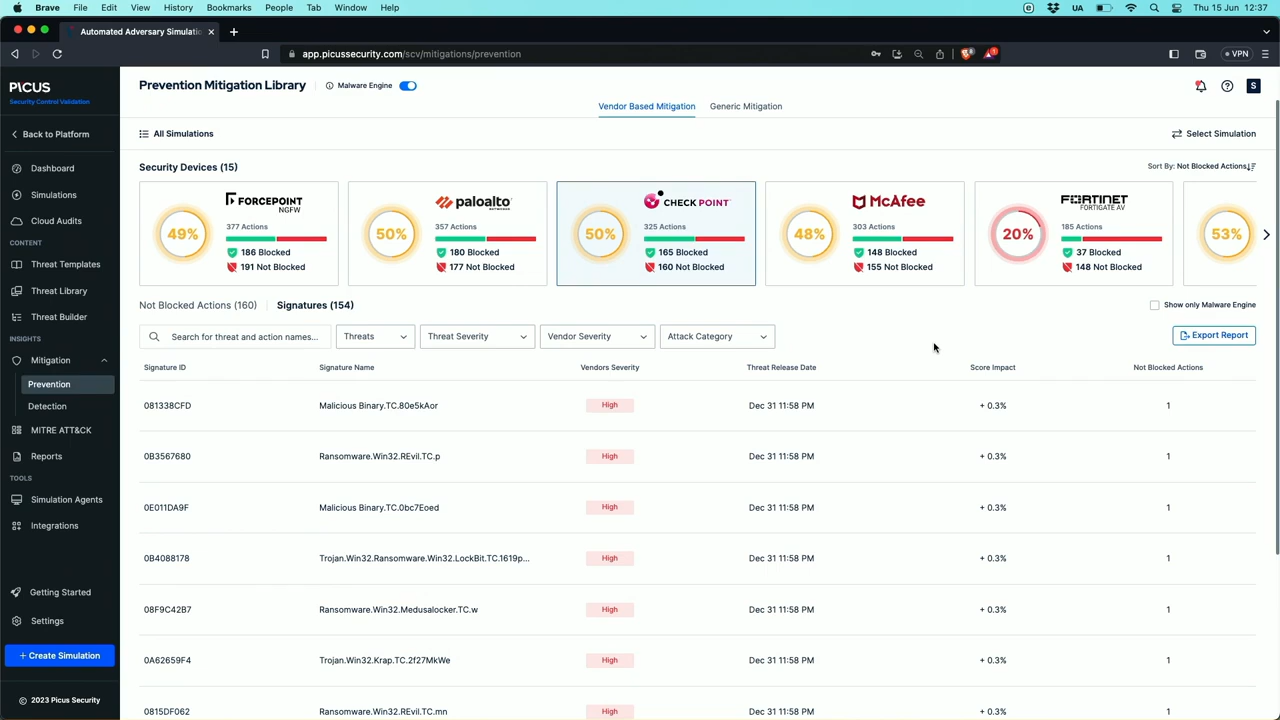 Brave File Edit View History Bookmarks People Tab Window Help
UA
Thu 15 Jun 12:37
Automated Adversary Simulati
app.picussecurity.com/scv/mitigations/prevention
VPN
PICUS
Security Control Validation
Back to Platform
Dashboard
Simulations
Cloud Audits
CONTENT
Threat Templates
Threat Library
Threat Builder
INSIGHTS
Mitigation
Prevention
Detection
MITRE ATT&CK
Reports
TOOLS
Simulation Agents
Integrations
Getting Started
Settings
+ Create Simulation
© 2023 Picus Security
Prevention Mitigation Library
Malware Engine
S
Vendor Based Mitigation
Generic Mitigation
All Simulations
Select Simulation
Security Devices (15)
Sort By: Not Blocked Actions
49%
FORCEPOINT
NGFW
377 Actions
186 Blocked
191 Not Blocked
50%
paloalto
NETWORKS
357 Actions
180 Blocked
177 Not Blocked
50%
CHECK POINT
325 Actions
165 Blocked
160 Not Blocked
48%
McAfee
303 Actions
148 Blocked
155 Not Blocked
20%
FORTINET
FORTIGATE AV
185 Actions
37 Blocked
148 Not Blocked
53%
Not Blocked Actions (160)
Signatures (154)
Show only Malware Engine
Search for threat and action names...
Threats
Threat Severity
Vendor Severity
Attack Category
Export Report
Signature ID Signature Name Vendors Severity Threat Release Date Score Impact Not Blocked Actions
081338CFD Malicious Binary.TC.80e5kAor High Dec 31 11:58 PM + 0.3% 1
0B3567680 Ransomware.Win32.REvil.TC.p High Dec 31 11:58 PM + 0.3% 1
0E011DA9F Malicious Binary.TC.0bc7Eoed High Dec 31 11:58 PM + 0.3% 1
0B4088178 Trojan.Win32.Ransomware.Win32.LockBit.TC.1619p... High Dec 31 11:58 PM + 0.3% 1
08F9C42B7 Ransomware.Win32.Medusalocker.TC.w High Dec 31 11:58 PM + 0.3% 1
0A62659F4 Trojan.Win32.Krap.TC.2f27MkWe High Dec 31 11:58 PM + 0.3% 1
0815DF062 Ransomware.Win32.REvil.TC.mn High Dec 31 11:58 PM + 0.3% 1